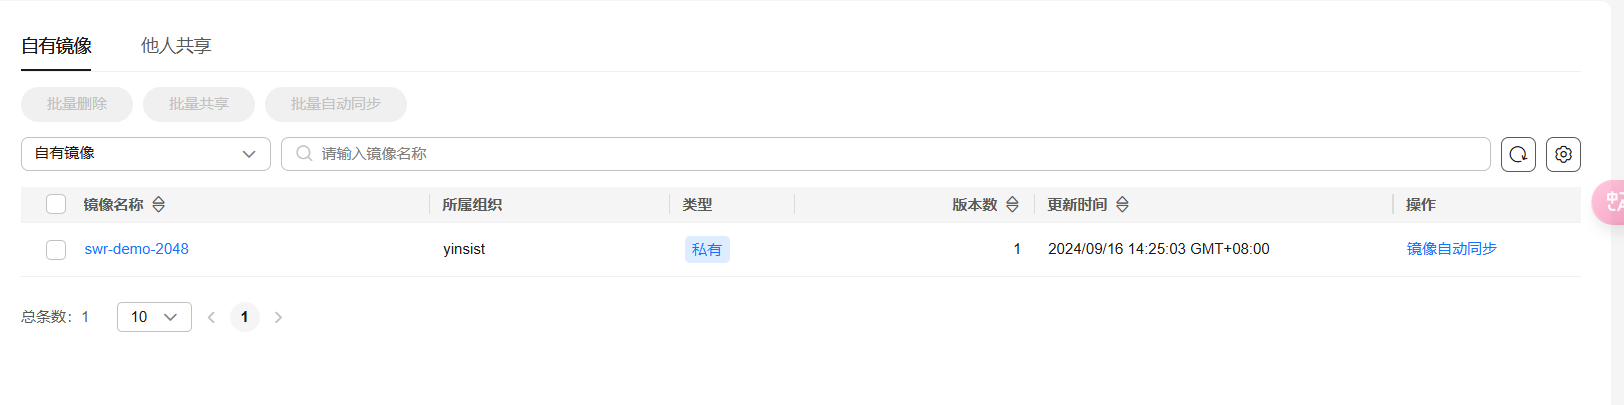 自有镜像 他人共享
批量删除 批量共享 批量自动同步
自有镜像 请输入镜像名称
镜像名称 所属组织 类型 版本数 更新时间 操作
swr-demo-2048 yinsist 私有 1 2024/09/16 14:25:03 GMT+08:00 镜像自动同步
总条数：1 10 1